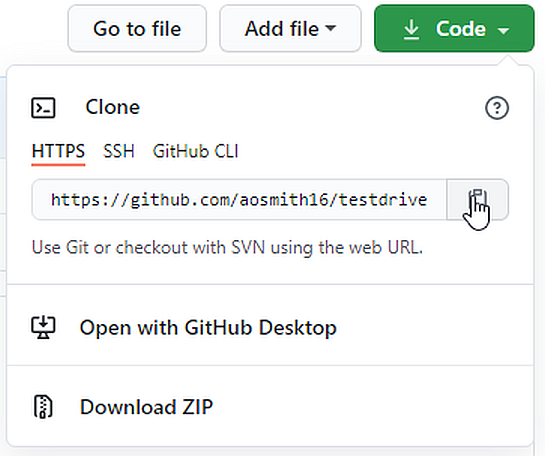 Go to file Add file Code
Clone
HTTPS SSH GitHub CLI
https://github.com/aosmith16/testdrive
Use Git or checkout with SVN using the web URL.
Open with GitHub Desktop
Download ZIP